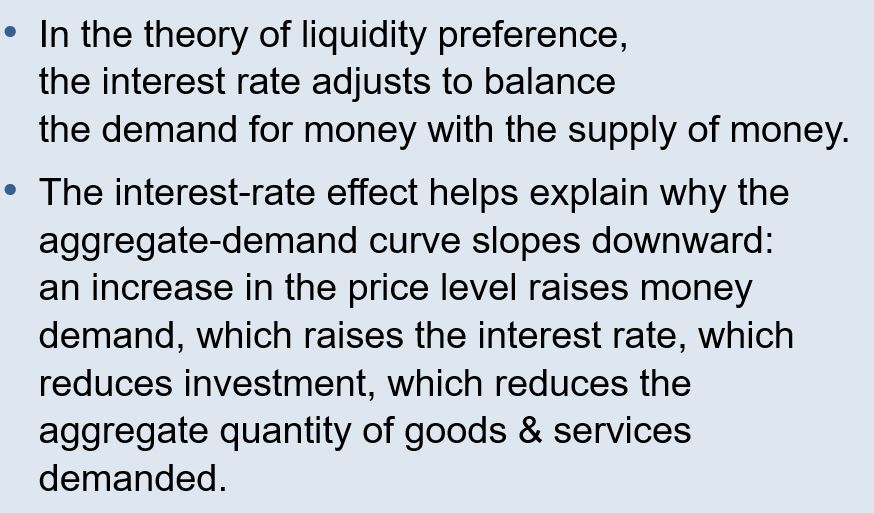 • In the theory of liquidity preference,
the interest rate adjusts to balance
the demand for money with the supply of money.
• The interest-rate effect helps explain why the
aggregate-demand curve slopes downward:
an increase in the price level raises money
demand, which raises the interest rate, which
reduces investment, which reduces the
aggregate quantity of goods & services
demanded.